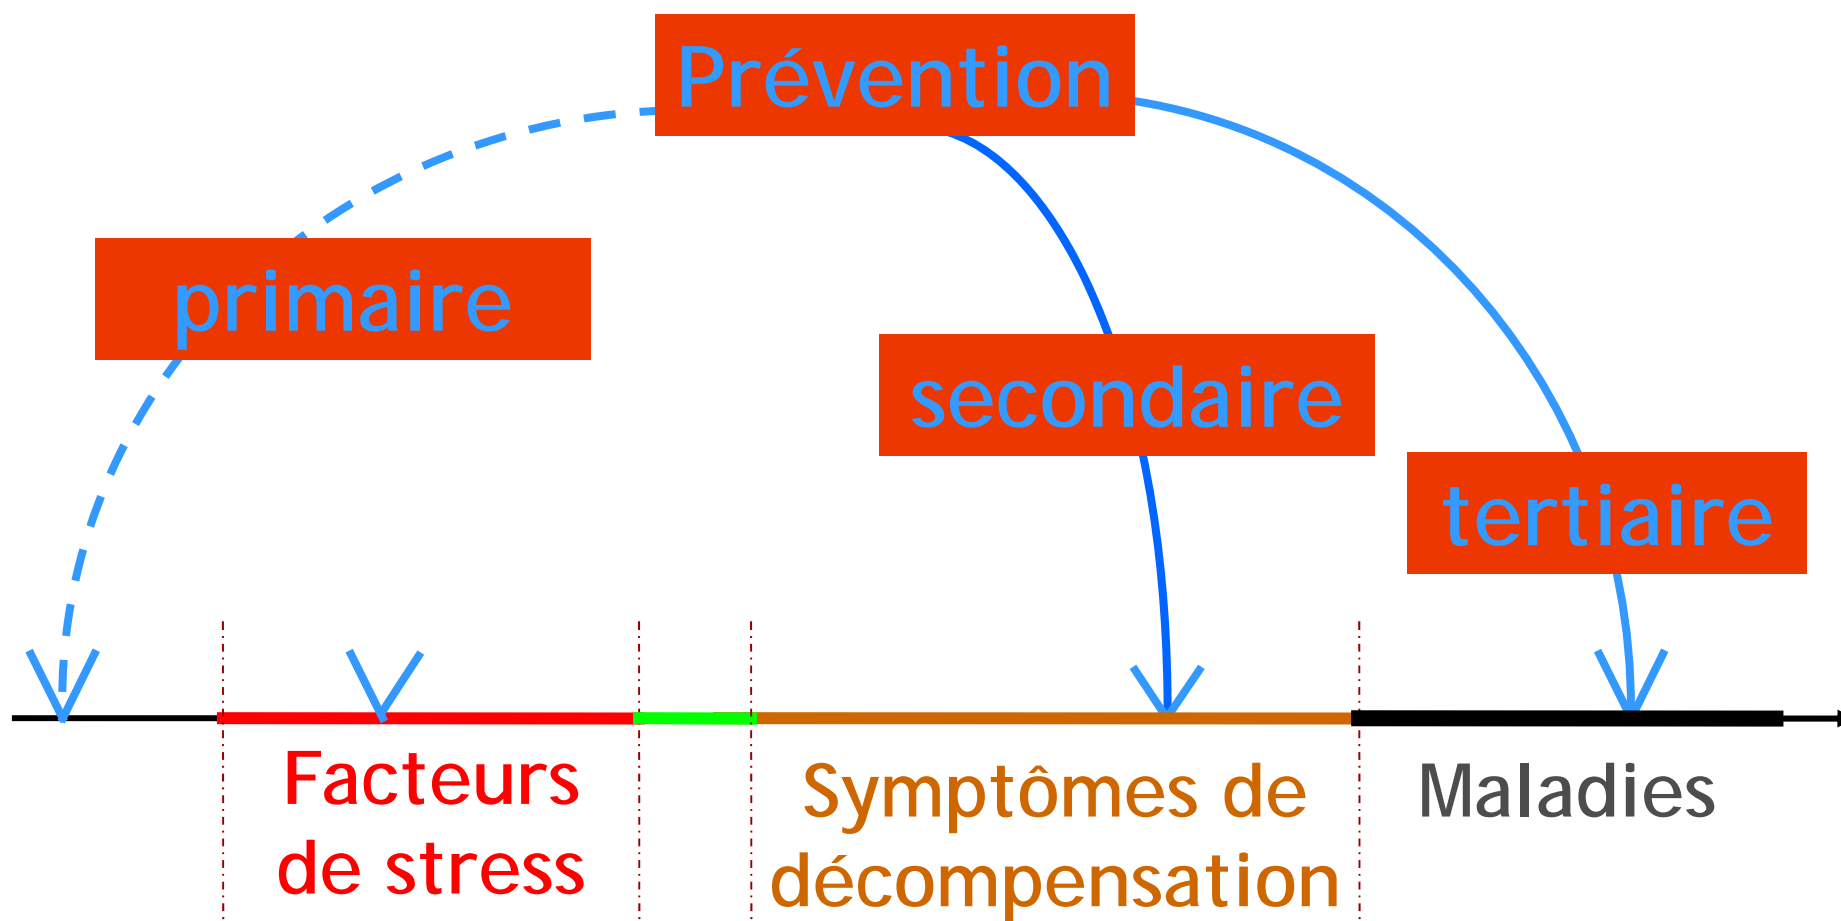 Prévention
primaire
secondaire
tertiaire
Facteurs
de stress
Symptômes de
décompensation
Maladies